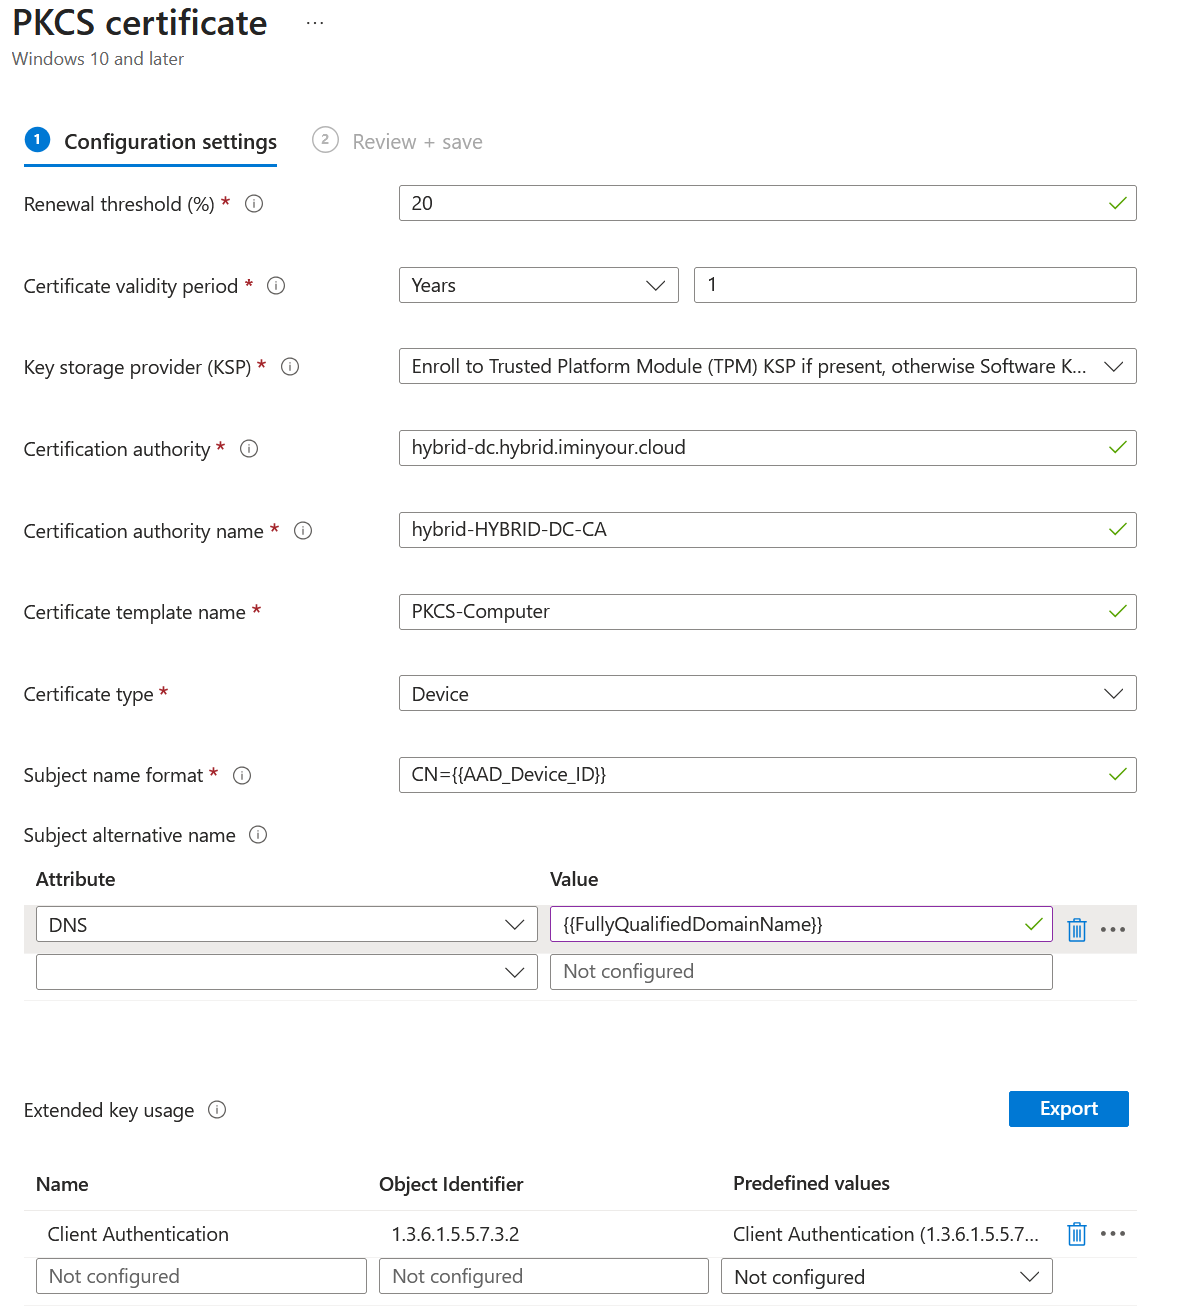 PKCS certificate ...
Windows 10 and later
1 Configuration settings 2 Review + save
Renewal threshold (%) * 20
Certificate validity period * Years 1
Key storage provider (KSP) * Enroll to Trusted Platform Module (TPM) KSP if present, otherwise Software K...
Certification authority * hybrid-dc.hybrid.iminyour.cloud
Certification authority name * hybrid-HYBRID-DC-CA
Certificate template name * PKCS-Computer
Certificate type * Device
Subject name format * CN={{AAD_Device_ID}}
Subject alternative name
Attribute Value
DNS {{FullyQualifiedDomainName}}
Not configured
Extended key usage Export
Name Object Identifier Predefined values
Client Authentication 1.3.6.1.5.5.7.3.2 Client Authentication (1.3.6.1.5.5.7...
Not configured Not configured Not configured